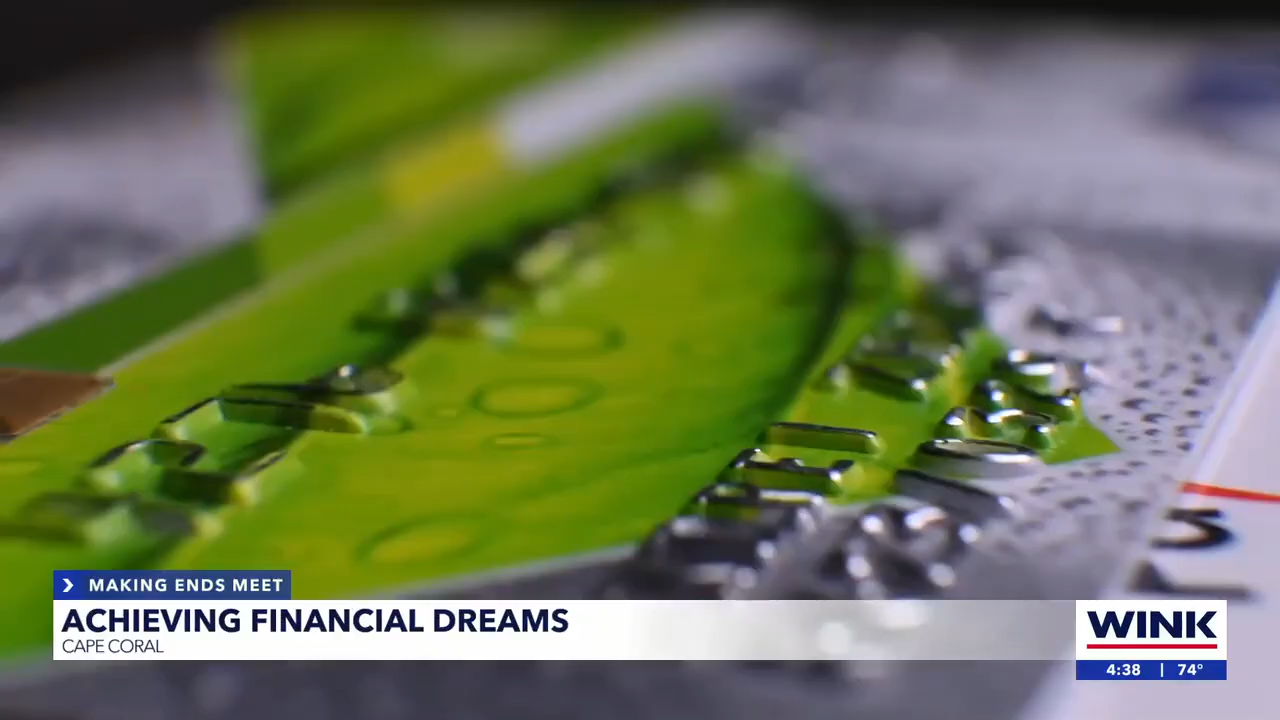 ❯ MAKING ENDS MEET
ACHIEVING FINANCIAL DREAMS
CAPE CORAL
WINK
4:38 | 74°